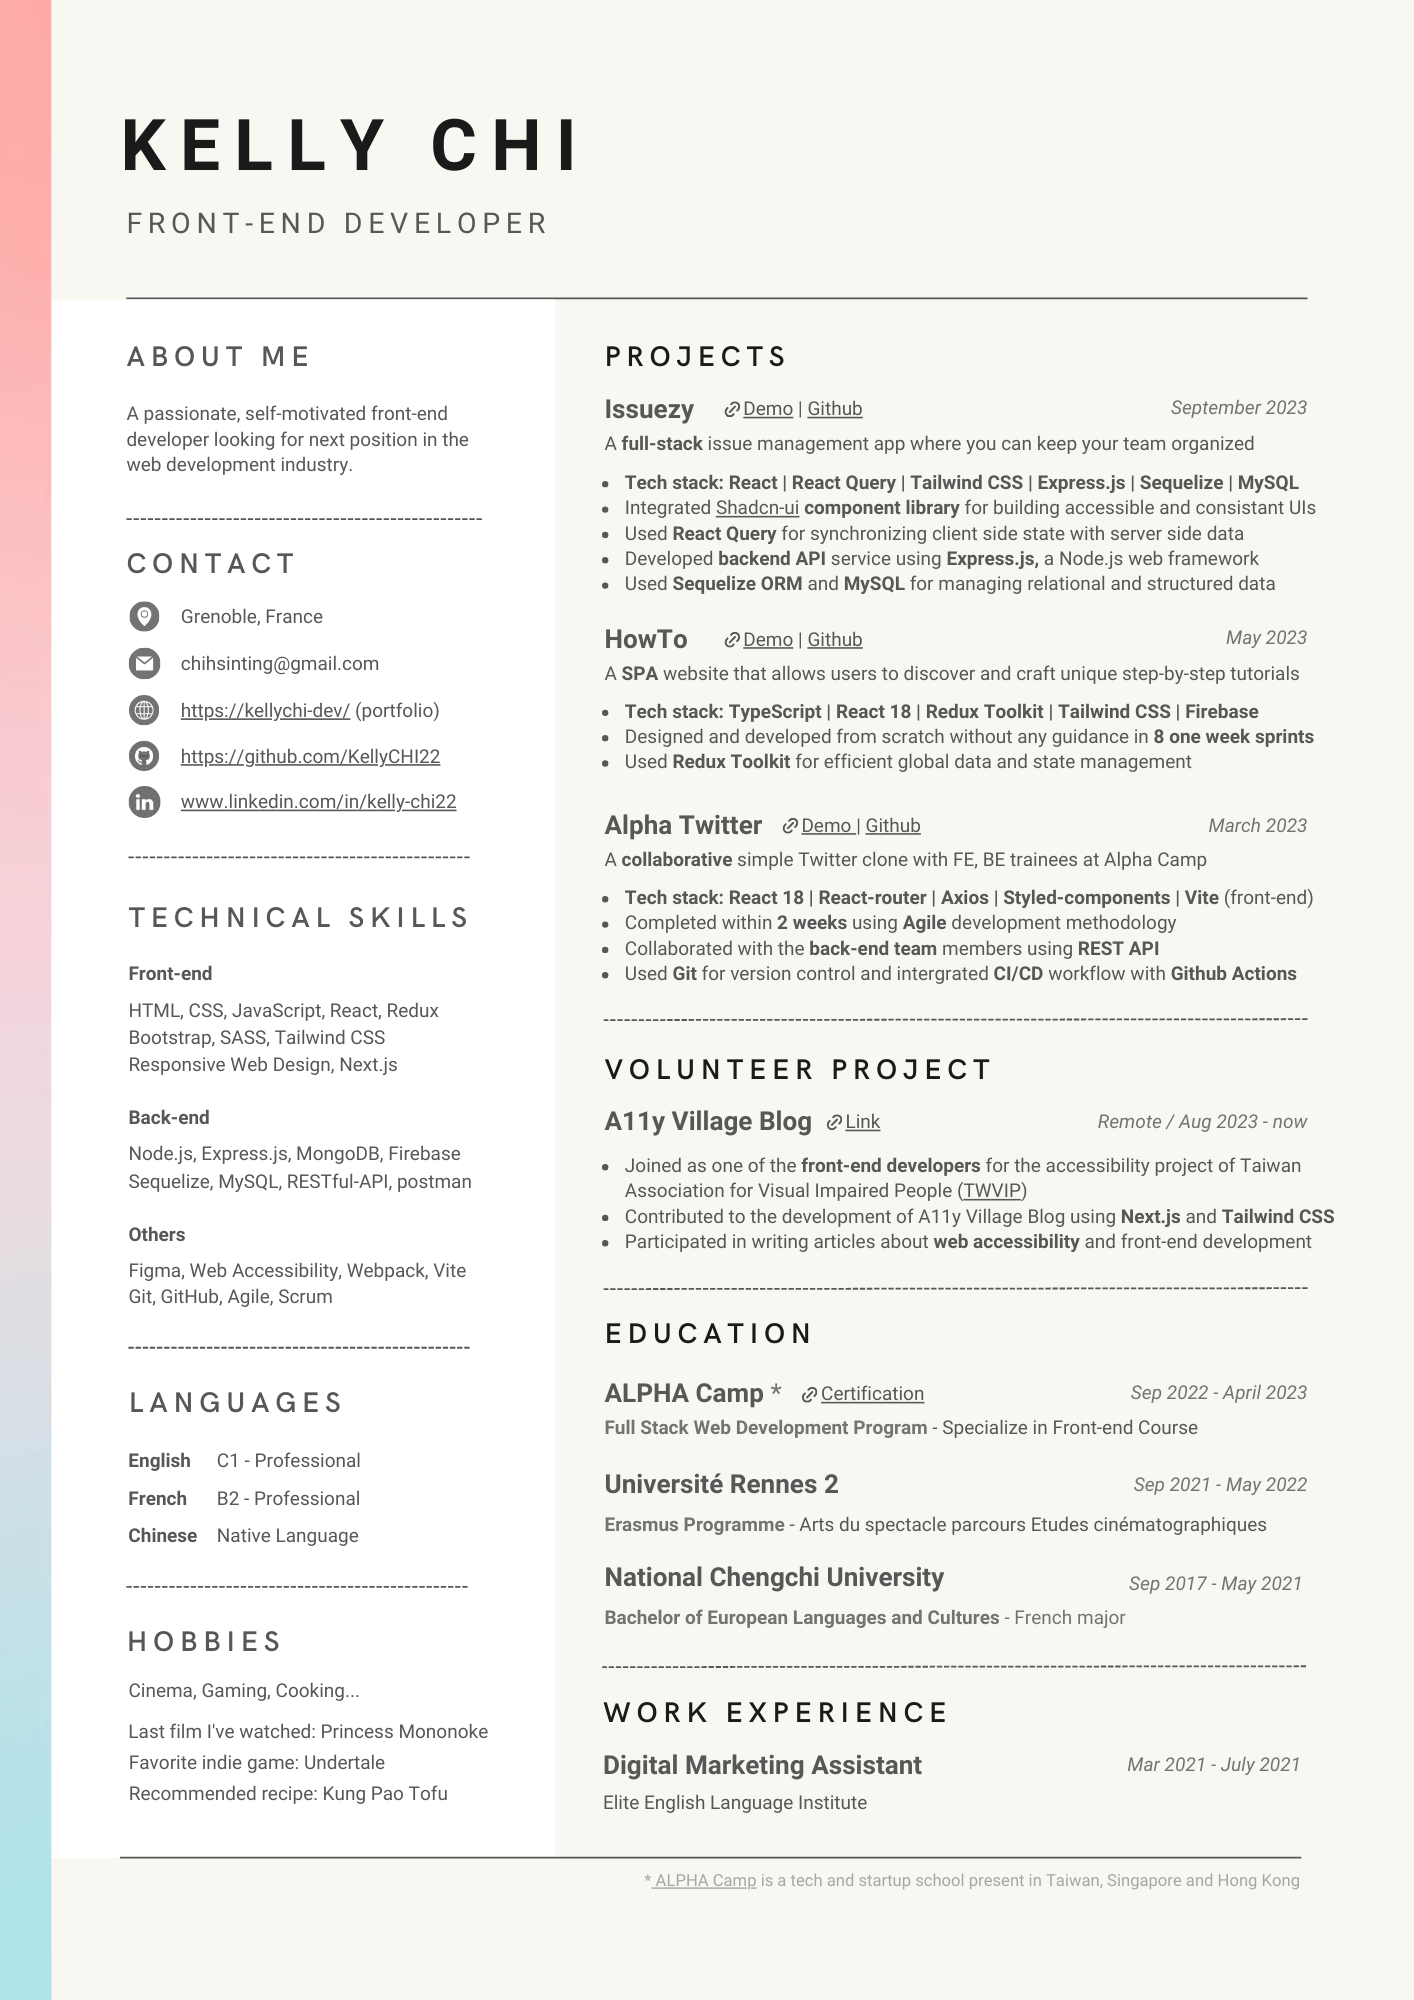 KELLY CHI
FRONT-END DEVELOPER
ABOUT ME
A passionate, self-motivated front-end
developer looking for next position in the
web development industry.
CONTACT
Grenoble, France
chihsinting@gmail.com
https://kellychi-dev/ (portfolio)
https://github.com/KellyCHI22
www.linkedin.com/in/kelly-chi22
TECHNICAL SKILLS
Front-end
HTML, CSS, JavaScript, React, Redux
Bootstrap, SASS, Tailwind CSS
Responsive Web Design, Next.js
Back-end
Node.js, Express.js, MongoDB, Firebase
Sequelize, MySQL, RESTful-API, postman
Others
Figma, Web Accessibility, Webpack, Vite
Git, GitHub, Agile, Scrum
LANGUAGES
English C1 - Professional
French B2 - Professional
Chinese Native Language
HOBBIES
Cinema, Gaming, Cooking...
Last film I've watched: Princess Mononoke
Favorite indie game: Undertale
Recommended recipe: Kung Pao Tofu
PROJECTS
Issuezy Demo | Github September 2023
A full-stack issue management app where you can keep your team organized
• Tech stack: React | React Query | Tailwind CSS | Express.js | Sequelize | MySQL
• Integrated Shadcn-ui component library for building accessible and consistant UIs
• Used React Query for synchronizing client side state with server side data
• Developed backend API service using Express.js, a Node.js web framework
• Used Sequelize ORM and MySQL for managing relational and structured data
HowTo Demo | Github May 2023
A SPA website that allows users to discover and craft unique step-by-step tutorials
• Tech stack: TypeScript | React 18 | Redux Toolkit | Tailwind CSS | Firebase
• Designed and developed from scratch without any guidance in 8 one week sprints
• Used Redux Toolkit for efficient global data and state management
Alpha Twitter Demo | Github March 2023
A collaborative simple Twitter clone with FE, BE trainees at Alpha Camp
• Tech stack: React 18 | React-router | Axios | Styled-components | Vite (front-end)
• Completed within 2 weeks using Agile development methodology
• Collaborated with the back-end team members using REST API
• Used Git for version control and intergrated CI/CD workflow with Github Actions
VOLUNTEER PROJECT
A11y Village Blog Link Remote / Aug 2023 - now
• Joined as one of the front-end developers for the accessibility project of Taiwan
Association for Visual Impaired People (TWVIP)
• Contributed to the development of A11y Village Blog using Next.js and Tailwind CSS
• Participated in writing articles about web accessibility and front-end development
EDUCATION
ALPHA Camp * Certification Sep 2022 - April 2023
Full Stack Web Development Program - Specialize in Front-end Course
Université Rennes 2 Sep 2021 - May 2022
Erasmus Programme - Arts du spectacle parcours Etudes cinématographiques
National Chengchi University Sep 2017 - May 2021
Bachelor of European Languages and Cultures - French major
WORK EXPERIENCE
Digital Marketing Assistant Mar 2021 - July 2021
Elite English Language Institute
* ALPHA Camp is a tech and startup school present in Taiwan, Singapore and Hong Kong